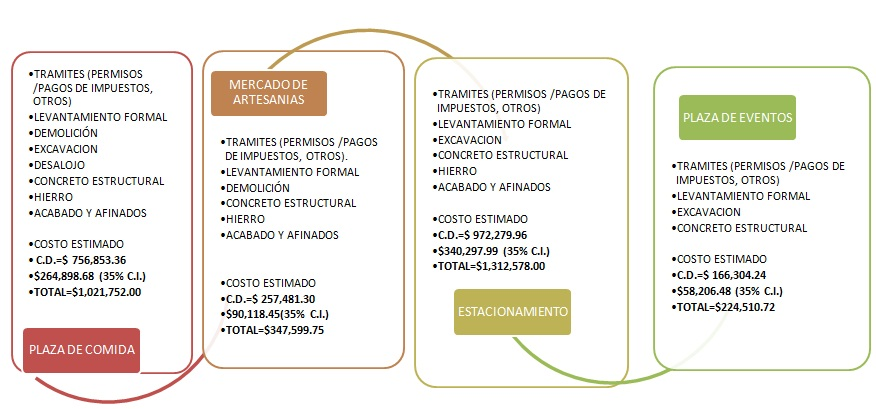 •TRAMITES (PERMISOS
/PAGOS DE IMPUESTOS,
OTROS)
•LEVANTAMIENTO FORMAL
•DEMOLICIÓN
•EXCAVACION
•DESALOJO
•CONCRETO ESTRUCTURAL
•HIERRO
•ACABADO Y AFINADOS
•COSTO ESTIMADO
• C.D.=$ 756,853.36
•$264,898.68 (35% C.I.)
•TOTAL=$1,021,752.00
PLAZA DE COMIDA
MERCADO DE
ARTESANIAS
•TRAMITES (PERMISOS /PAGOS
DE IMPUESTOS, OTROS).
•LEVANTAMIENTO FORMAL
•DEMOLICIÓN
•CONCRETO ESTRUCTURAL
•HIERRO
•ACABADO Y AFINADOS
•COSTO ESTIMADO
•C.D.=$ 257,481.30
•$90,118.45(35% C.I.)
•TOTAL=$347,599.75
•TRAMITES (PERMISOS /PAGOS DE
IMPUESTOS, OTROS)
•LEVANTAMIENTO FORMAL
•EXCAVACION
•CONCRETO ESTRUCTURAL
•HIERRO
•ACABADO Y AFINADOS
•COSTO ESTIMADO
•C.D.=$ 972,279.96
•$340,297.99 (35% C.I.)
•TOTAL=$1,312,578.00
ESTACIONAMIENTO
PLAZA DE EVENTOS
•TRAMITES (PERMISOS /PAGOS DE
IMPUESTOS, OTROS)
•LEVANTAMIENTO FORMAL
•EXCAVACION
•CONCRETO ESTRUCTURAL
•COSTO ESTIMADO
•C.D.=$ 166,304.24
•$58,206.48 (35% C.I.)
•TOTAL=$224,510.72